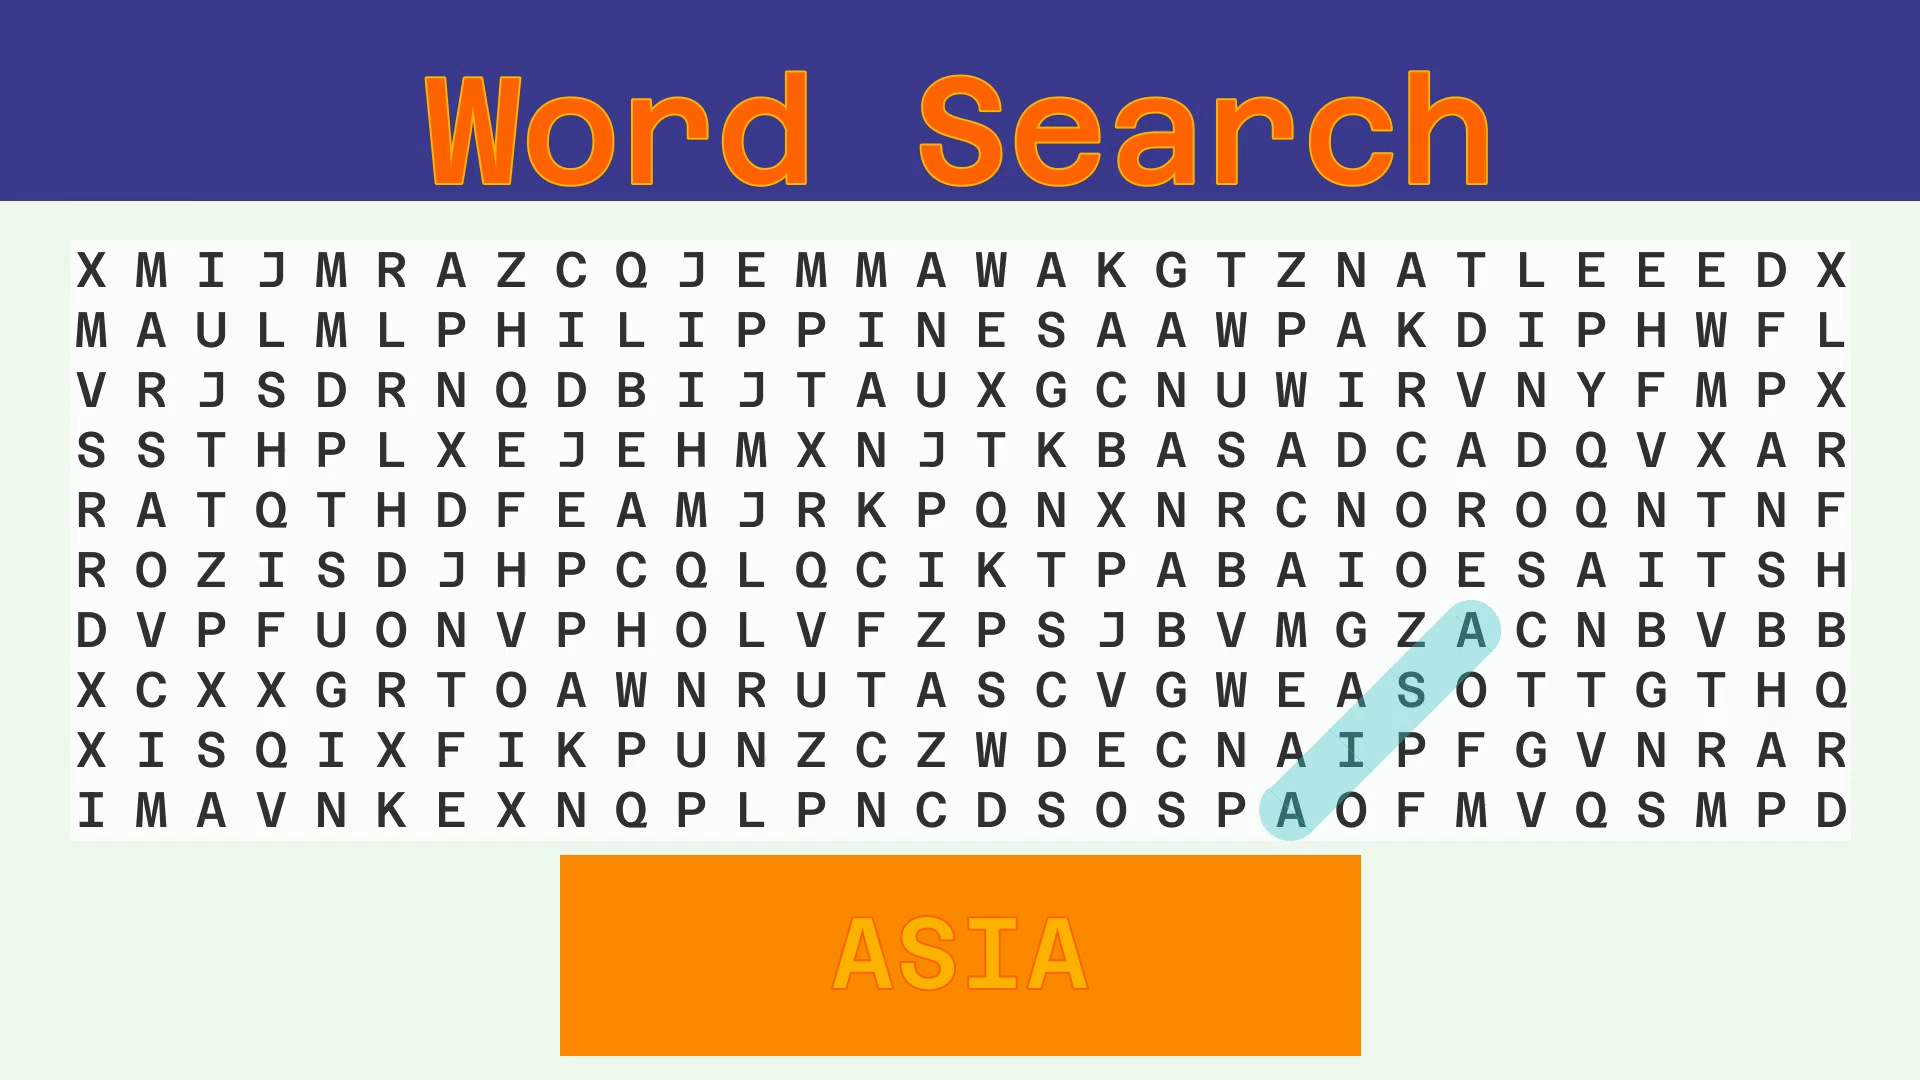 Word Search
X M I J M R A Z C Q J E M M A W A K G T Z N A T L E E E D X
M A U L M L P H I L I P P I N E S A A W P A K D I P H W F L
V R J S D R N Q D B I J T A U X G C N U W I R V N Y F M P X
S S T H P L X E J E H M X N J T K B A S A D C A D Q V X A R
R A T Q T H D F E A M J R K P Q N X N R C N O R O Q N T N F
R O Z I S D J H P C Q L Q C I K T P A B A I O E S A I T S H
D V P F U O N V P H O L V F Z P S J B V M G Z A C N B V B B
X C X X G R T O A W N R U T A S C V G W E A S O T T G T H Q
X I S Q I X F I K P U N Z C Z W D E C N A I P F G V N R A R
I M A V N K E X N Q P L P N C D S O S P A O F M V Q S M P D
ASIA